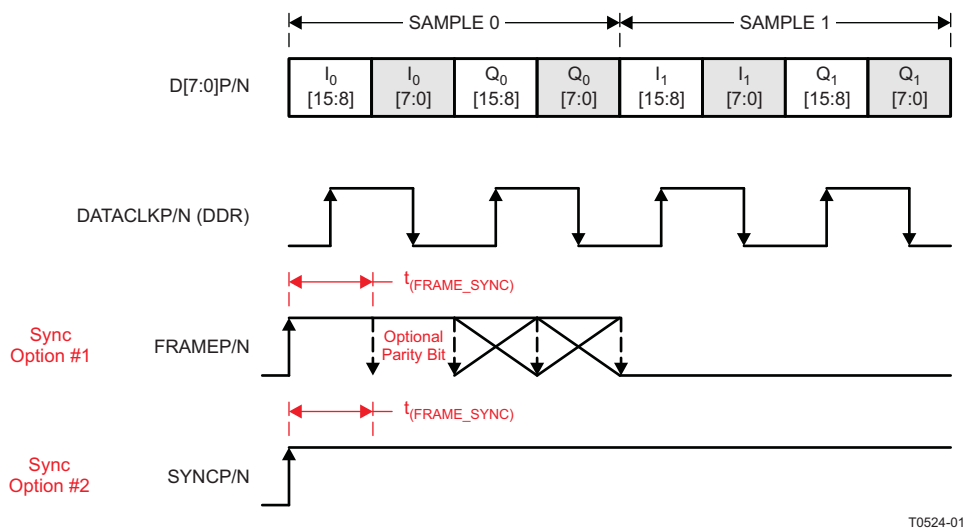 SAMPLE 0 SAMPLE 1
D[7:0]P/N
I0 I0 Q0 Q0 I1 I1 Q1 Q1
[15:8] [7:0] [15:8] [7:0] [15:8] [7:0] [15:8] [7:0]
DATACLKP/N (DDR)
t(FRAME_SYNC)
Sync
Option #1
FRAMEP/N
Optional
Parity Bit
t(FRAME_SYNC)
Sync
Option #2
SYNCP/N
T0524-01